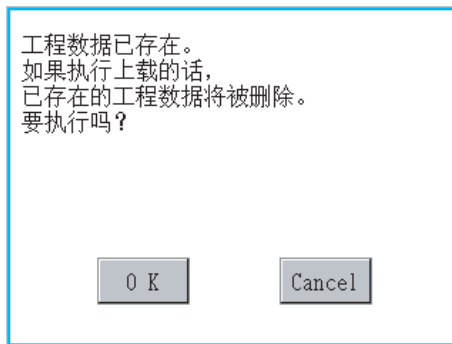 工程数据已存在。
如果执行上载的话,
已存在的工程数据将被删除。
要执行吗?
OK
Cancel